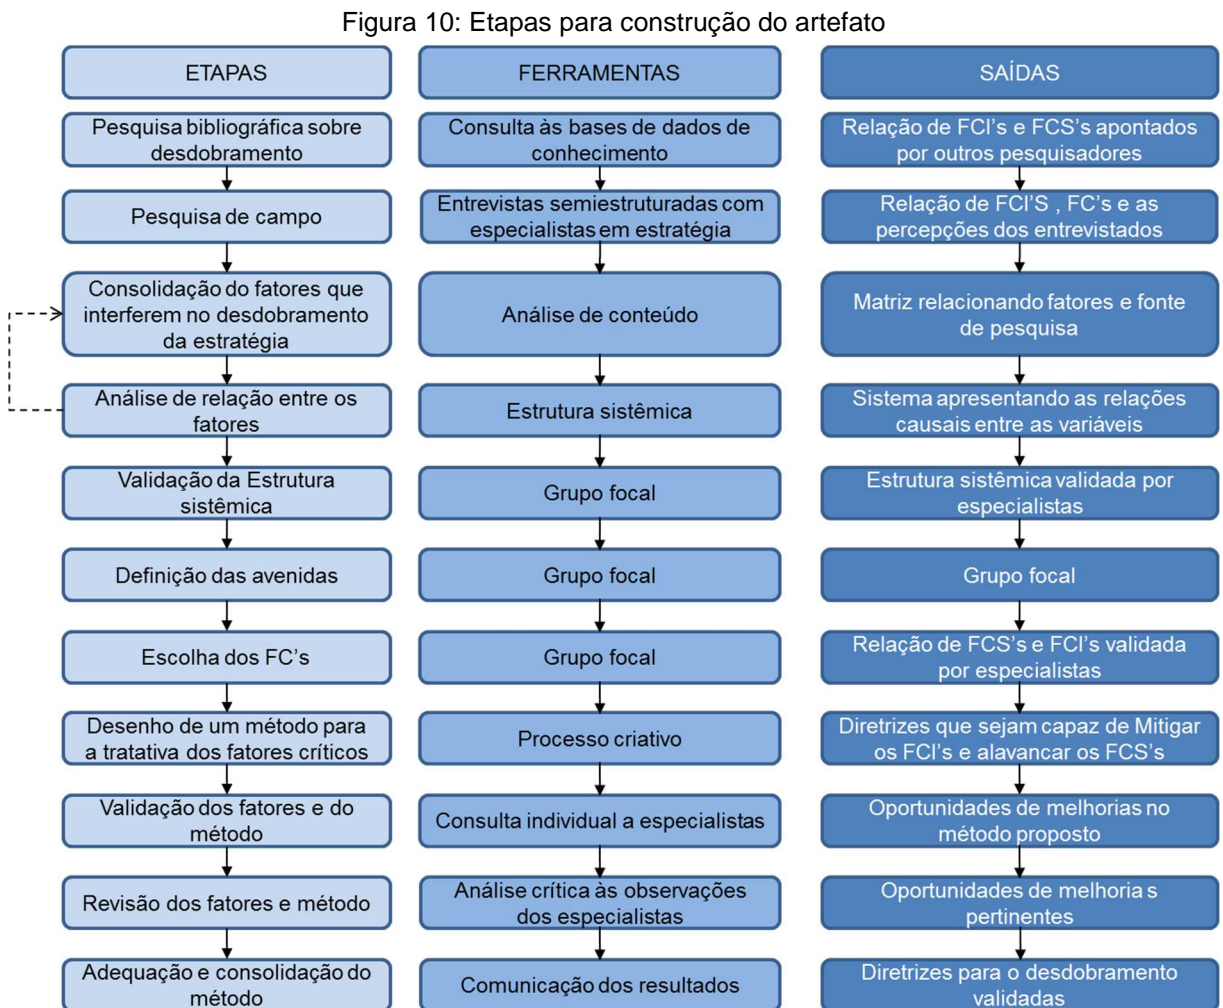 Figura 10: Etapas para construção do artefato
ETAPAS
FERRAMENTAS
SAÍDAS
Pesquisa bibliográfica sobre
desdobramento
Consulta às bases de dados de
conhecimento
Relação de FCI's e FCS's apontados
por outros pesquisadores
Pesquisa de campo
Entrevistas semiestruturadas com
especialistas em estratégia
Relação de FCI'S , FC's e as
percepções dos entrevistados
Consolidação do fatores que
interferem no desdobramento
da estratégia
Análise de conteúdo
Matriz relacionando fatores e fonte
de pesquisa
Análise de relação entre os
fatores
Estrutura sistêmica
Sistema apresentando as relações
causais entre as variáveis
Validação da Estrutura
sistêmica
Grupo focal
Estrutura sistêmica validada por
especialistas
Definição das avenidas
Grupo focal
Grupo focal
Escolha dos FC's
Grupo focal
Relação de FCS's e FCI's validada
por especialistas
Desenho de um método para
a tratativa dos fatores críticos
Processo criativo
Diretrizes que sejam capaz de Mitigar
os FCI's e alavancar os FCS's
Validação dos fatores e do
método
Consulta individual a especialistas
Oportunidades de melhorias no
método proposto
Revisão dos fatores e método
Análise crítica às observações
dos especialistas
Oportunidades de melhoria s
pertinentes
Adequação e consolidação do
método
Comunicação dos resultados
Diretrizes para o desdobramento
validadas